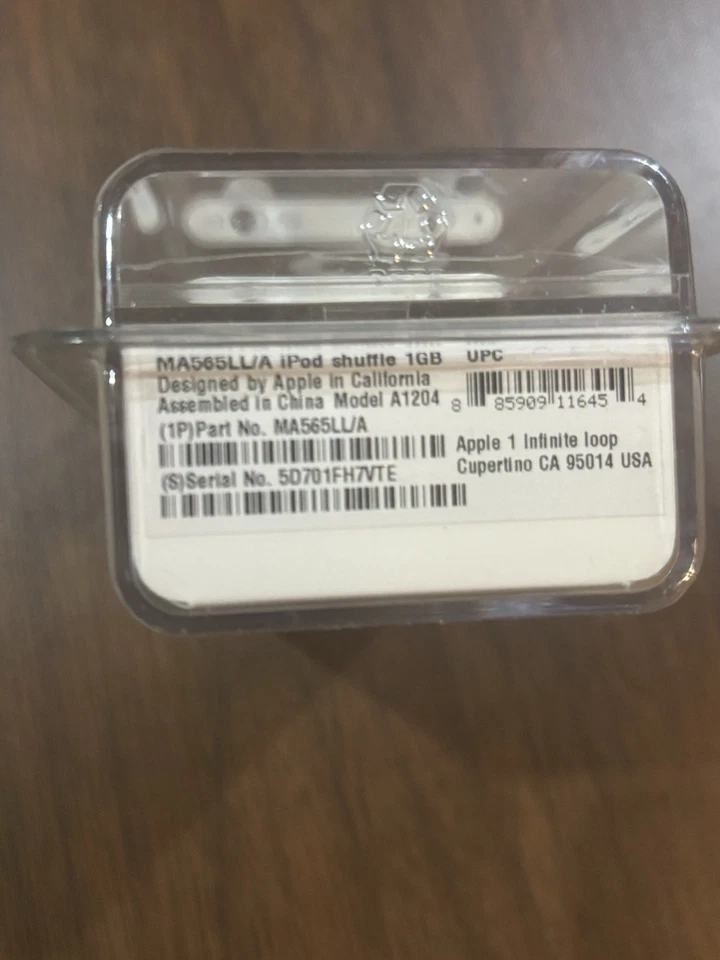 MA565LL/A iPod shuffle 1GB
Designed by Apple in California
Assembled in China Model A1204
(1P)Part No. MA565LL/A
(S)Serial No. 5D701FH7VTE
UPC
8 85909 11645 4
Apple 1 Infinite loop
Cupertino CA 95014 USA